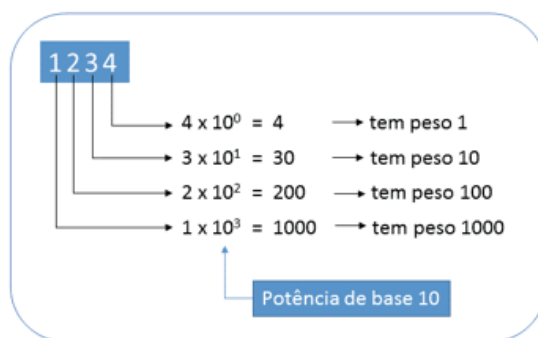 1234
4 x 10⁰ = 4 tem peso 1
3 x 10¹ = 30 tem peso 10
2 x 10² = 200 tem peso 100
1 x 10³ = 1000 tem peso 1000
Potência de base 10